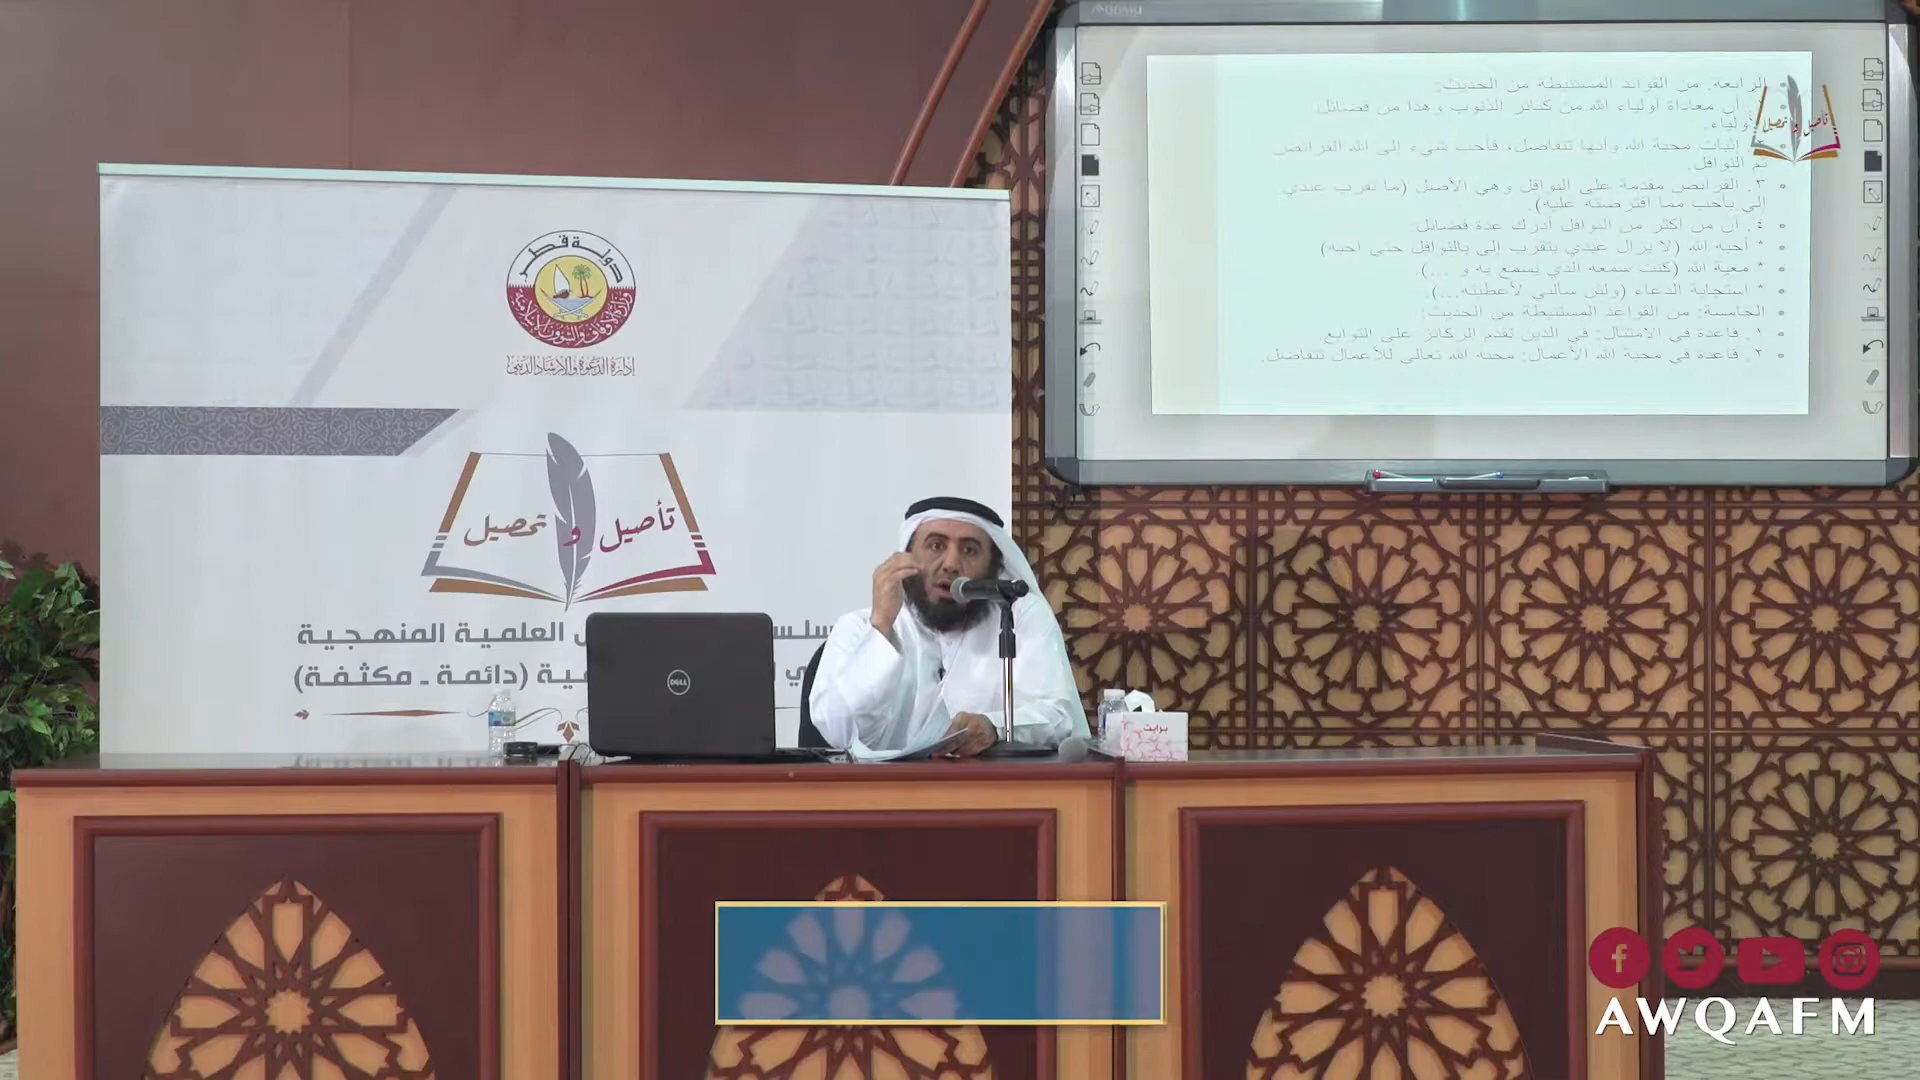 الرابعة: من الفوائد المستنبطة من الحديث:
أن معاداة أولياء الله من كبائر الذنوب وهذا من فضائل
إثبات محبة الله وأنها تتفاضل، فأحب شيء إلى الله الفرائض
ثم النوافل.
٣. الفرائض مقدمة على النوافل وهي الأصل (ما تقرب عبدي
إلي بأحب مما افترضته عليه).
٤. أن من أكثر من النوافل أدرك عدة فضائل:
* أحبه الله (لا يزال عبدي يتقرب إلي بالنوافل حتى أحبه)
* معية الله (كنت سمعه الذي يسمع به و ...).
* استجابة الدعاء (ولئن سألني لأعطينه...).
الخامسة: من القواعد المستنبطة من الحديث:
١. قاعدة في الامتثال: في الدين تقدم الركائز على التوابع.
٢. قاعدة في محبة الله الأعمال: محبة الله تعالى للأعمال تتفاضل.
تأصيل و تحصيل
دولة قطر
وزارة الأوقاف والشؤون الإسلامية
إدارة الدعوة والإرشاد الديني
تأصيل و تحصيل
العلمية المنهجية
(دائمة - مكثفة)
DELL
برايت
AWQAFM